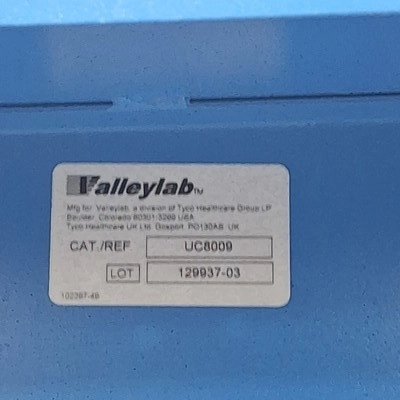 Valleylab™
Mfg for Valleylab, a division of Tyco Healthcare Group LP
Boulder, Colorado 80301-3299 USA
Tyco Healthcare UK Ltd. Gosport, PO130AS, UK
CAT./REF UC8009
LOT 129937-03
102397-49